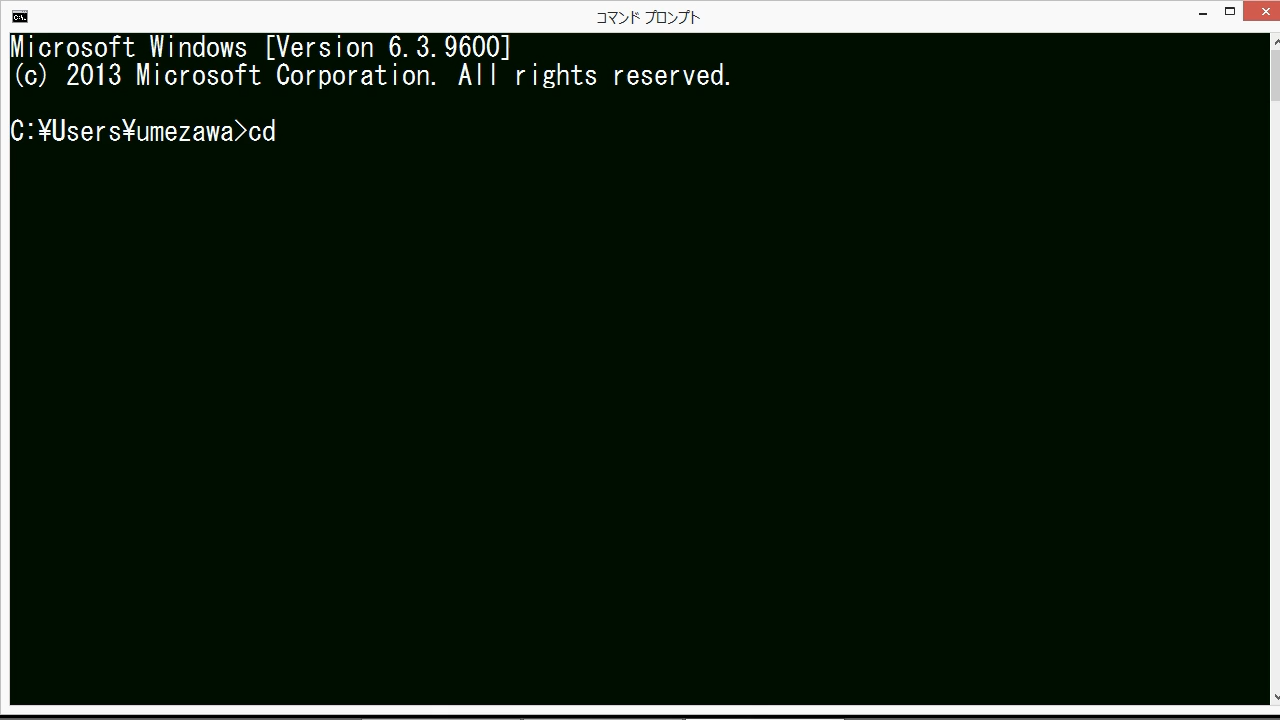 コマンド プロンプト
Microsoft Windows [Version 6.3.9600]
(c) 2013 Microsoft Corporation. All rights reserved.
C:¥Users¥umezawa>cd